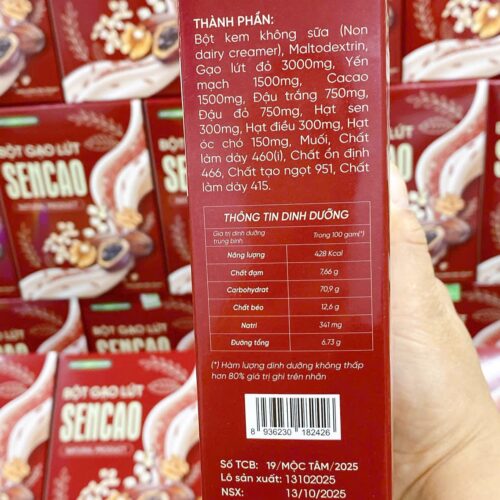 THÀNH PHẦN:
Bột kem không sữa (Non
dairy creamer), Maltodextrin,
Gạo lứt đỏ 3000mg, Yến
mạch 1500mg, Cacao
1500mg, Đậu trắng 750mg,
Đậu đỏ 750mg, Hạt sen
300mg, Hạt điều 300mg, Hạt
óc chó 150mg, Muối, Chất
làm dày 460(i), Chất ổn định
466, Chất tạo ngọt 951, Chất
làm dày 415.
THÔNG TIN DINH DƯỠNG
Giá trị dinh dưỡng
trung bình
Trong 100 gam(*)
Năng lượng 428 Kcal
Chất đạm 7,66 g
Carbohydrat 70,9 g
Chất béo 12,6 g
Natri 341 mg
Đường tổng 6,73 g
(*) Hàm lượng dinh dưỡng không thấp
hơn 80% giá trị ghi trên nhãn
8 936230 182426
Số TCB: 19/MỘC TÂM/2025
Lô sản xuất: 13102025
NSX: 13/10/2025
BỘT GẠO LỨT
SENCAO
NATURAL PRODUCT
BỘT GẠO LỨT
SENCAO
NATURAL PRODUCT